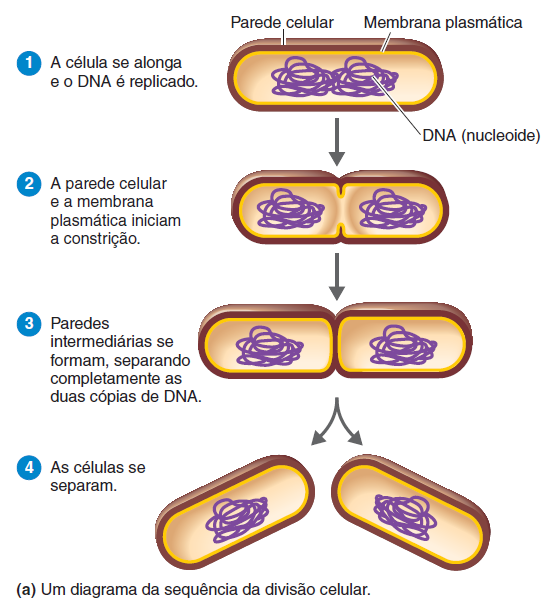 Parede celular
Membrana plasmática
1 A célula se alonga
e o DNA é replicado.
DNA (nucleoide)
2 A parede celular
e a membrana
plasmática iniciam
a constrição.
3 Paredes
intermediárias se
formam, separando
completamente as
duas cópias de DNA.
4 As células se
separam.
(a) Um diagrama da sequência da divisão celular.